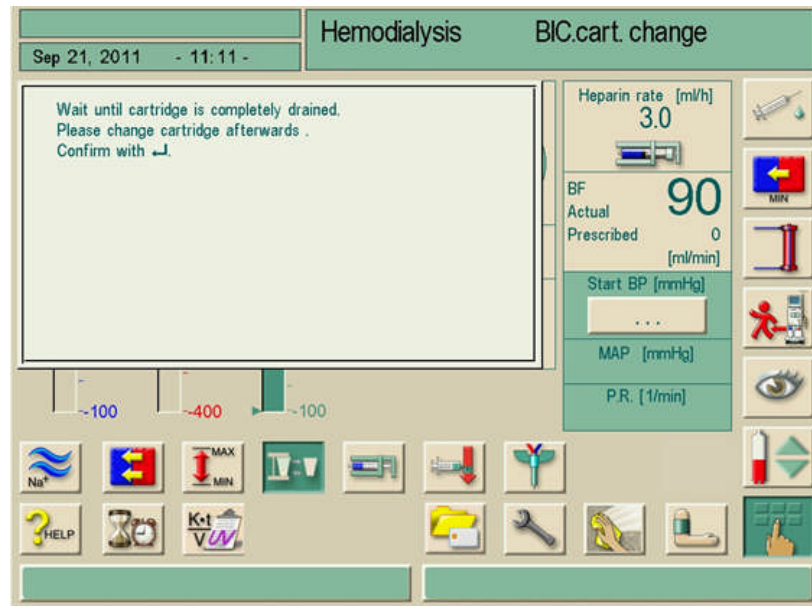 Hemodialysis BIC.cart. change
Sep 21, 2011 - 11:11 -
Wait until cartridge is completely drained.
Please change cartridge afterwards .
Confirm with ↵.
Heparin rate [ml/h]
3.0
BF
Actual 90
Prescribed 0
[ml/min]
Start BP [mmHg]
...
MAP [mmHg]
P.R. [1/min]
MIN
-100
-400
-100
Na⁺
MAX
MIN
? HELP
K•t
V UV